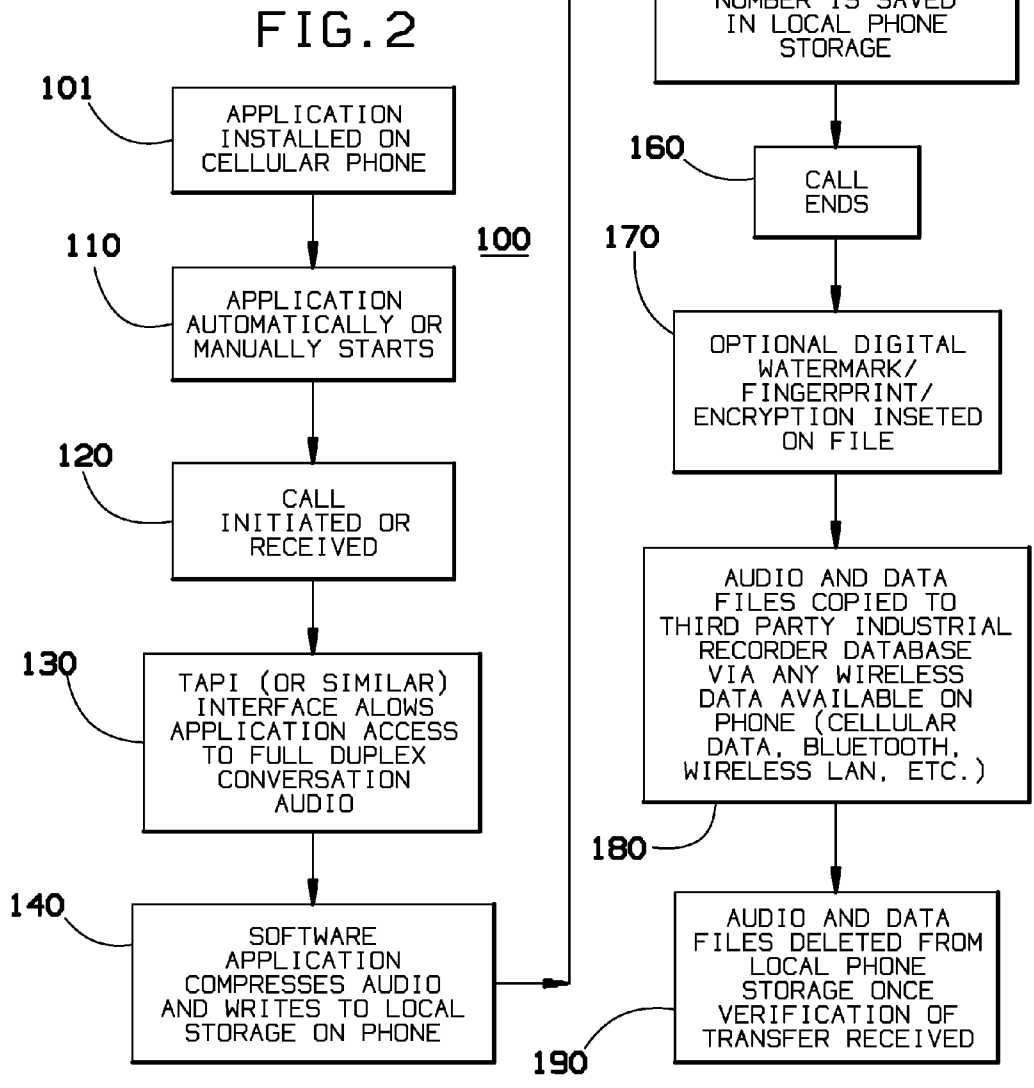 FIG.2
101
APPLICATION
INSTALLED ON
CELLULAR PHONE
110
100
APPLICATION
AUTOMATICALLY OR
MANUALLY STARTS
120
CALL
INITIATED OR
RECEIVED
130
TAPI (OR SIMILAR)
INTERFACE ALOWS
APPLICATION ACCESS
TO FULL DUPLEX
CONVERSATION
AUDIO
140
SOFTWARE
APPLICATION
COMPRESSES AUDIO
AND WRITES TO LOCAL
STORAGE ON PHONE
NUMBER IS SAVED
IN LOCAL PHONE
STORAGE
160
CALL
ENDS
170
OPTIONAL DIGITAL
WATERMARK/
FINGERPRINT/
ENCRYPTION INSETED
ON FILE
AUDIO AND DATA
FILES COPIED TO
THIRD PARTY INDUSTRIAL
RECORDER DATABASE
VIA ANY WIRELESS
DATA AVAILABLE ON
PHONE (CELLULAR
DATA, BLUETOOTH,
WIRELESS LAN, ETC.)
180
AUDIO AND DATA
FILES DELETED FROM
LOCAL PHONE
STORAGE ONCE
VERIFICATION OF
TRANSFER RECEIVED
190